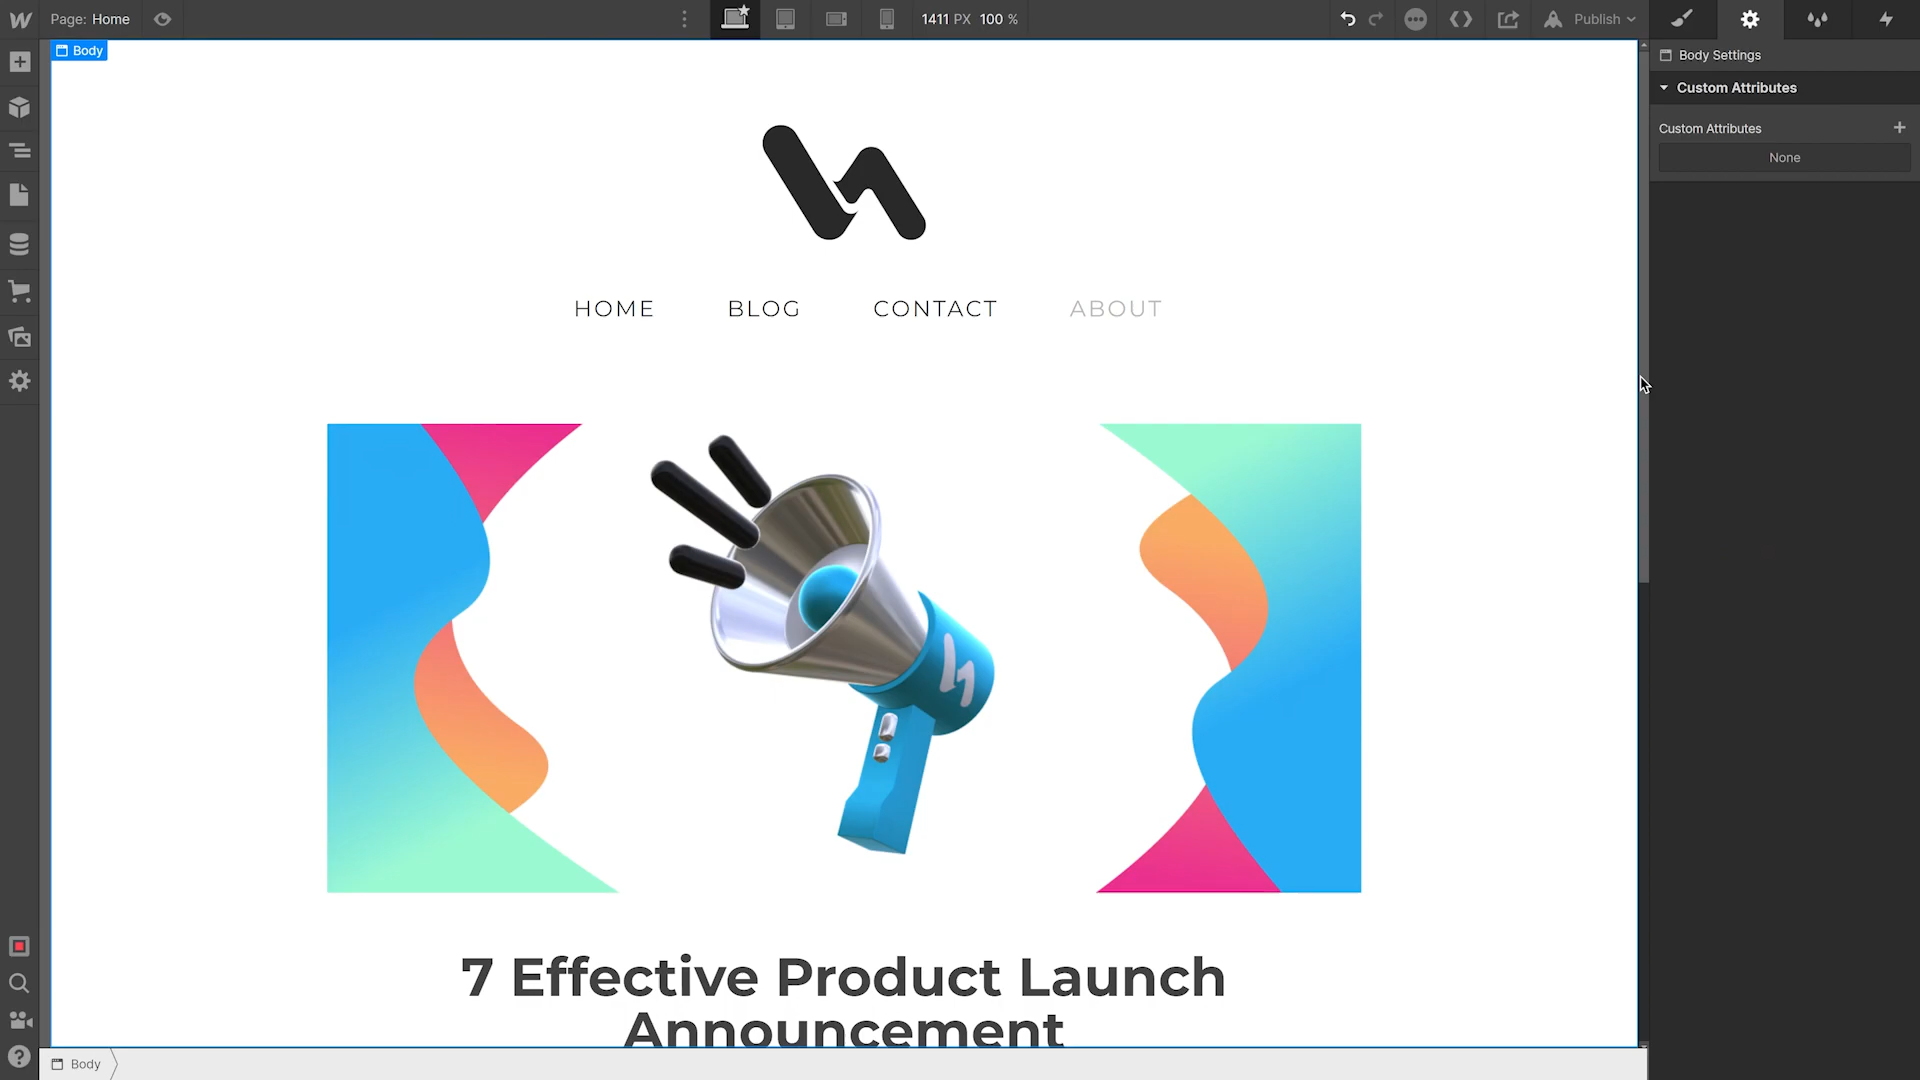 Page: Home
1411 PX 100 %
Publish
Body
Body Settings
Custom Attributes
Custom Attributes
None
HOME BLOG CONTACT ABOUT
7 Effective Product Launch
Announcement
Body